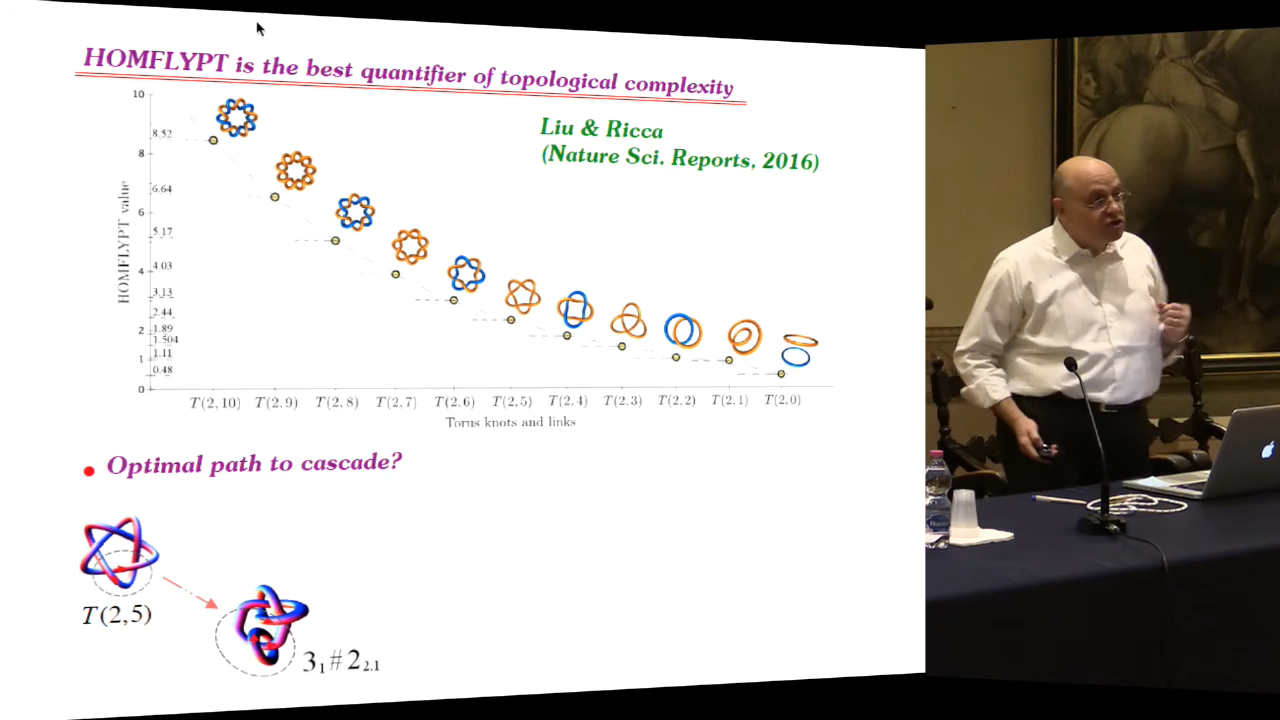 HOMFLYPT is the best quantifier of topological complexity
Liu & Ricca
(Nature Sci. Reports, 2016)
HOMFLYPT value
10
8.52
8
6.64
6
5.17
4.03
4
3.13
2.44
2
1.89
1.504
1.11
1
0.48
0
T(2,10) T(2,9) T(2,8) T(2,7) T(2,6) T(2,5) T(2,4) T(2,3) T(2,2) T(2,1) T(2,0)
Torus knots and links
• Optimal path to cascade?
T(2,5)
3₁#2₂.₁